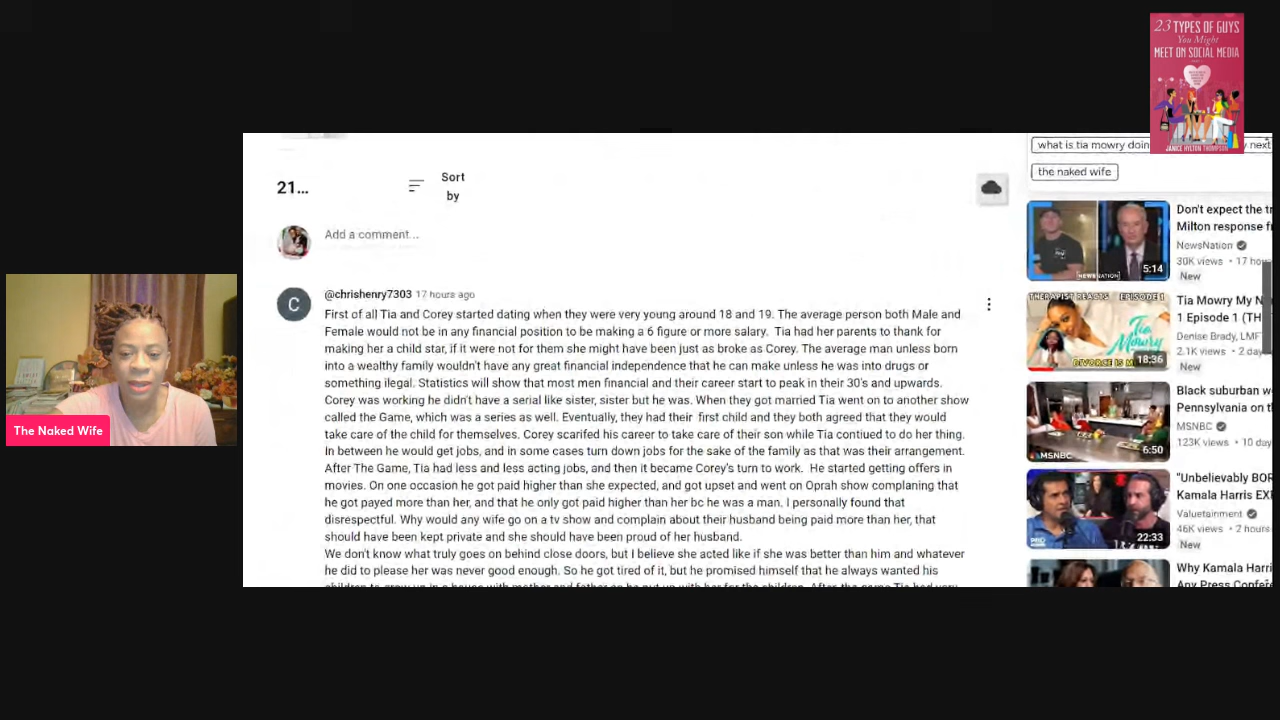 23 TYPES OF GUYS
You Might
MEET ON SOCIAL MEDIA
JANICE HYLTON THOMPSON
The Naked Wife
21...
Sort
by
Add a comment...
C
@chrishenry7303 17 hours ago
First of all Tia and Corey started dating when they were very young around 18 and 19. The average person both Male and
Female would not be in any financial position to be making a 6 figure or more salary. Tia had her parents to thank for
making her a child star, if it were not for them she might have been just as broke as Corey. The average man unless born
into a wealthy family wouldn't have any great financial independence that he can make unless he was into drugs or
something illegal. Statistics will show that most men financial and their career start to peak in their 30's and upwards.
Corey was working he didn't have a serial like sister, sister but he was. When they got married Tia went on to another show
called the Game, which was a series as well. Eventually, they had their first child and they both agreed that they would
take care of the child for themselves. Corey scarifed his career to take care of their son while Tia contiued to do her thing.
In between he would get jobs, and in some cases turn down jobs for the sake of the family as that was their arrangement.
After The Game, Tia had less and less acting jobs, and then it became Corey's turn to work. He started getting offers in
movies. On one occasion he got paid higher than she expected, and got upset and went on Oprah show complaning that
he got payed more than her, and that he only got paid higher than her bc he was a man. I personally found that
disrespectful. Why would any wife go on a tv show and complain about their husband being paid more than her, that
should have been kept private and she should have been proud of her husband.
We don't know what truly goes on behind close doors, but I believe she acted like if she was better than him and whatever
he did to please her was never good enough. So he got tired of it, but he promised himself that he always wanted his
what is tia mowry doin
next
the naked wife
NEWSNATION
5:14
Don't expect the tr
Milton response fr
NewsNation
30K views • 17 hou
New
THERAPIST REACTS EPISODE 1
Tia
Mowry
DIVORCE IS M
18:36
Tia Mowry My N
1 Episode 1 (TH
Denise Brady, LMF
2.1K views • 2 day
New
MSNBC
6:50
Black suburban w
Pennsylvania on t
MSNBC
123K views • 10 day
22:33
"Unbelievably BOR
Kamala Harris EX
Valuetainment
46K views • 2 hours
New
Why Kamala Harri
Any Press Confe